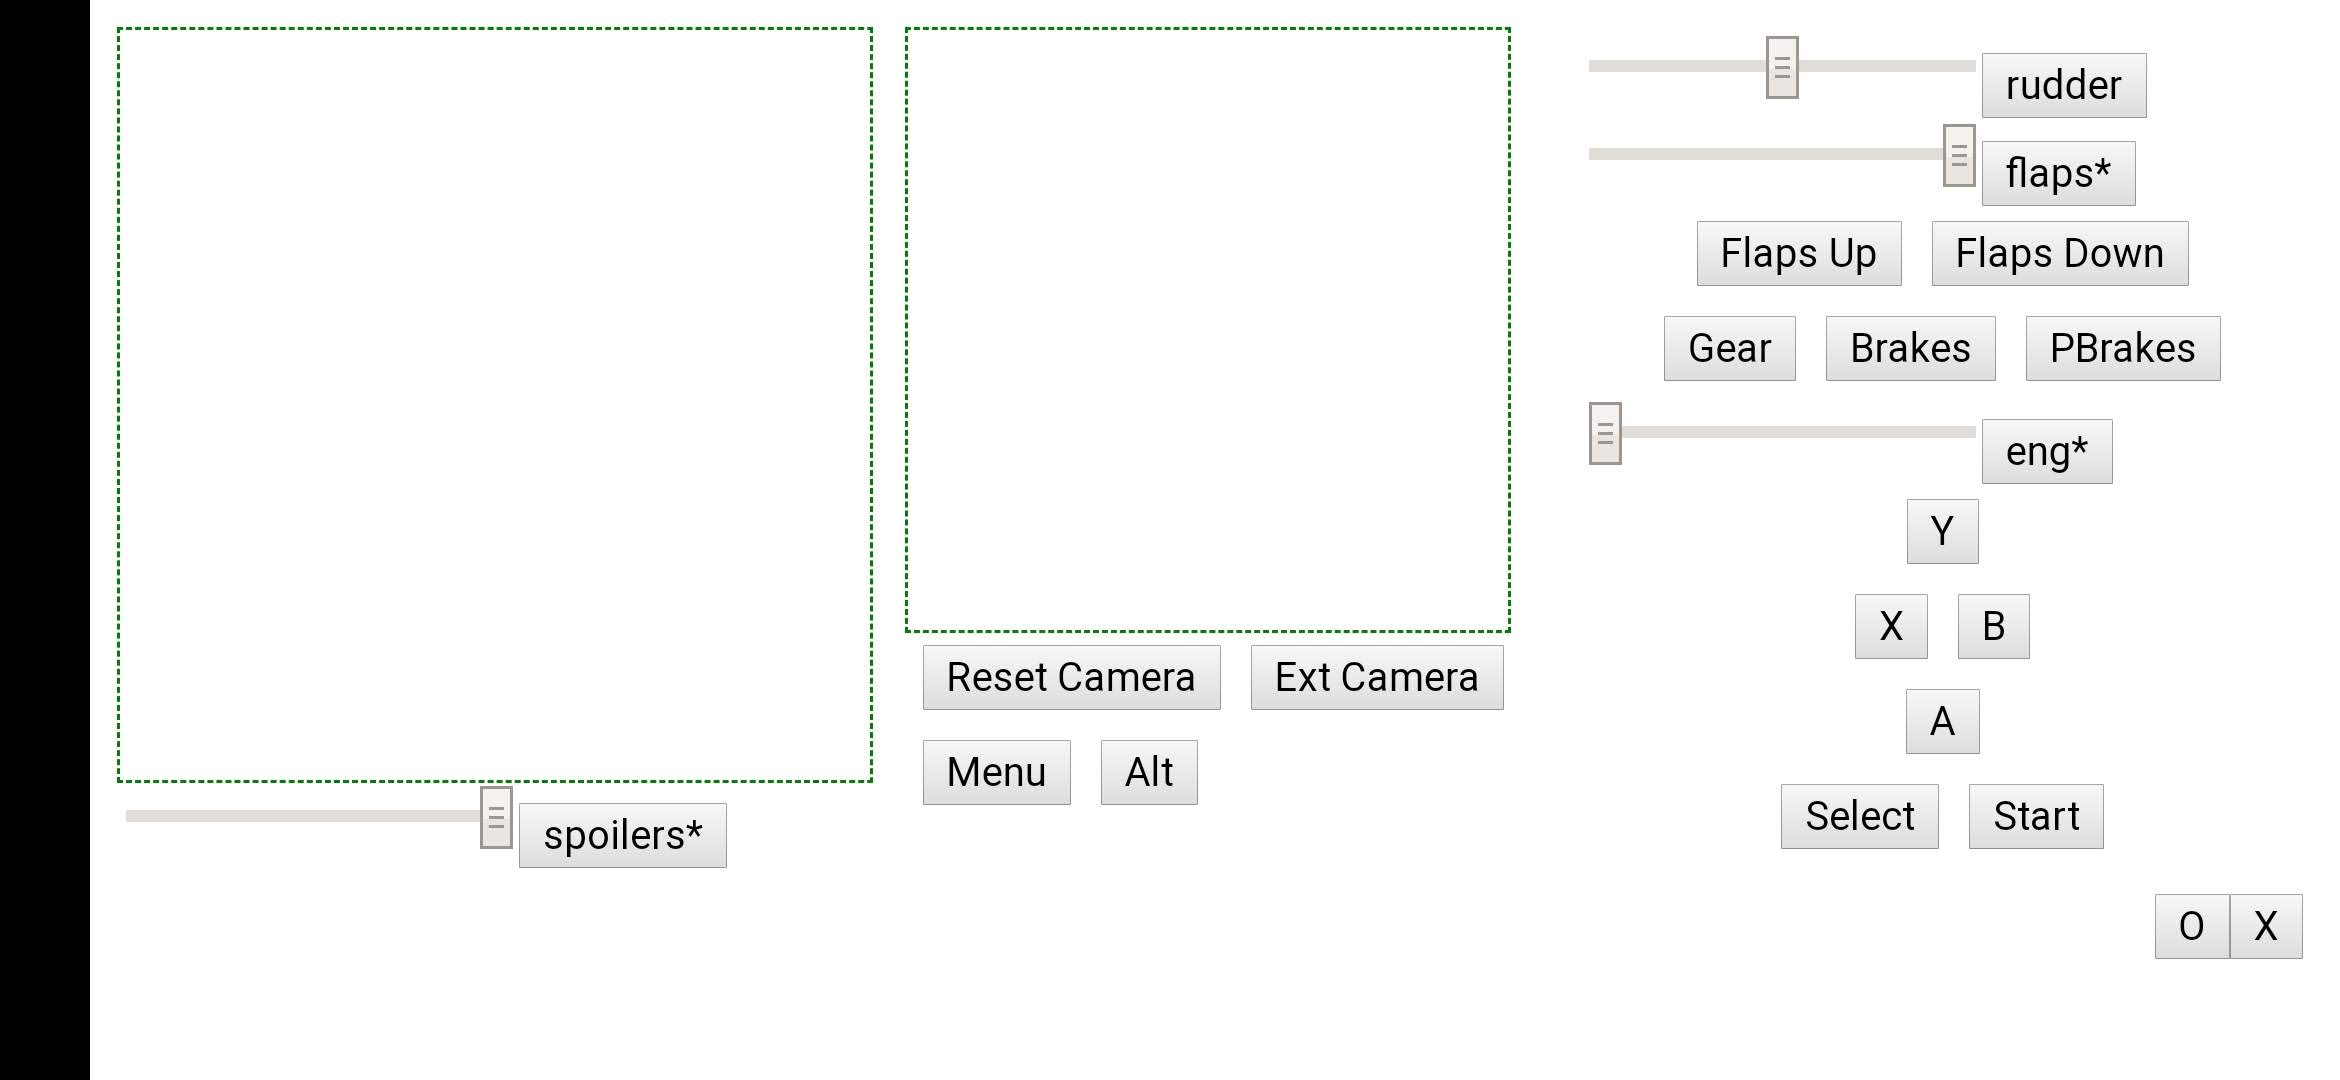 rudder
flaps*
Flaps Up Flaps Down
Gear Brakes PBrakes
eng*
Y
X B
A
Select Start
O X
Reset Camera Ext Camera
Menu Alt
spoilers*